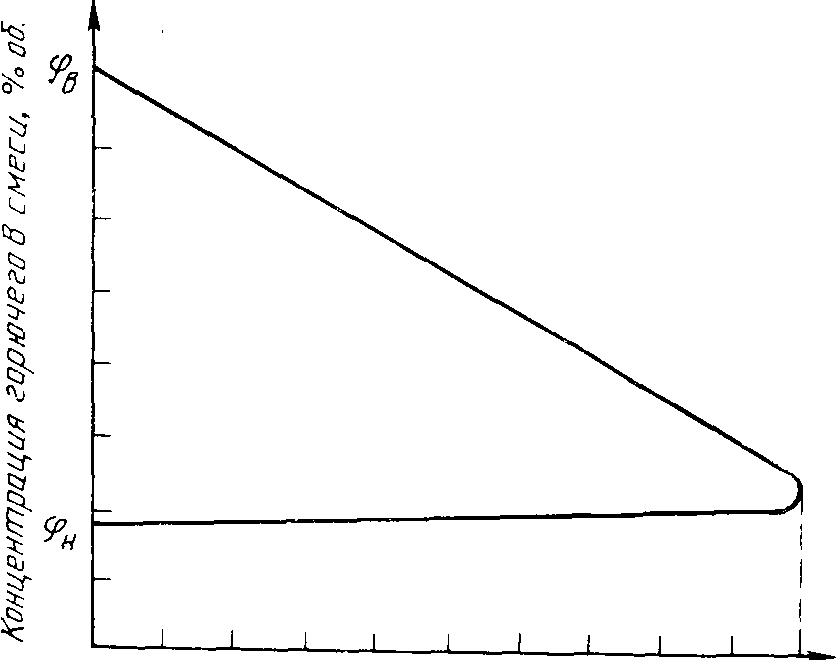 Концентрация горючего в смеси, % об.
φв
φн